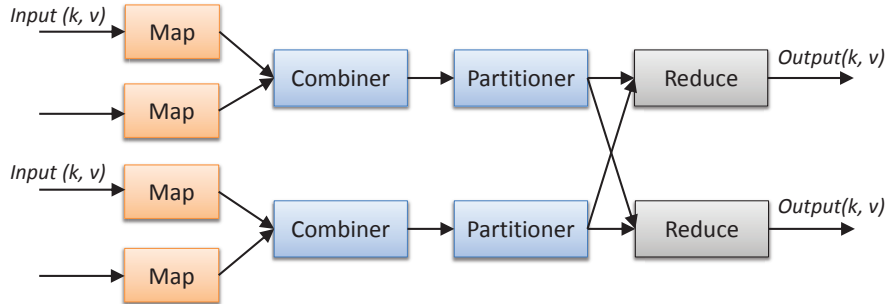 Input (k, v)
Map
Map
Combiner
Partitioner
Reduce
Output(k, v)
Input (k, v)
Map
Map
Combiner
Partitioner
Reduce
Output(k, v)